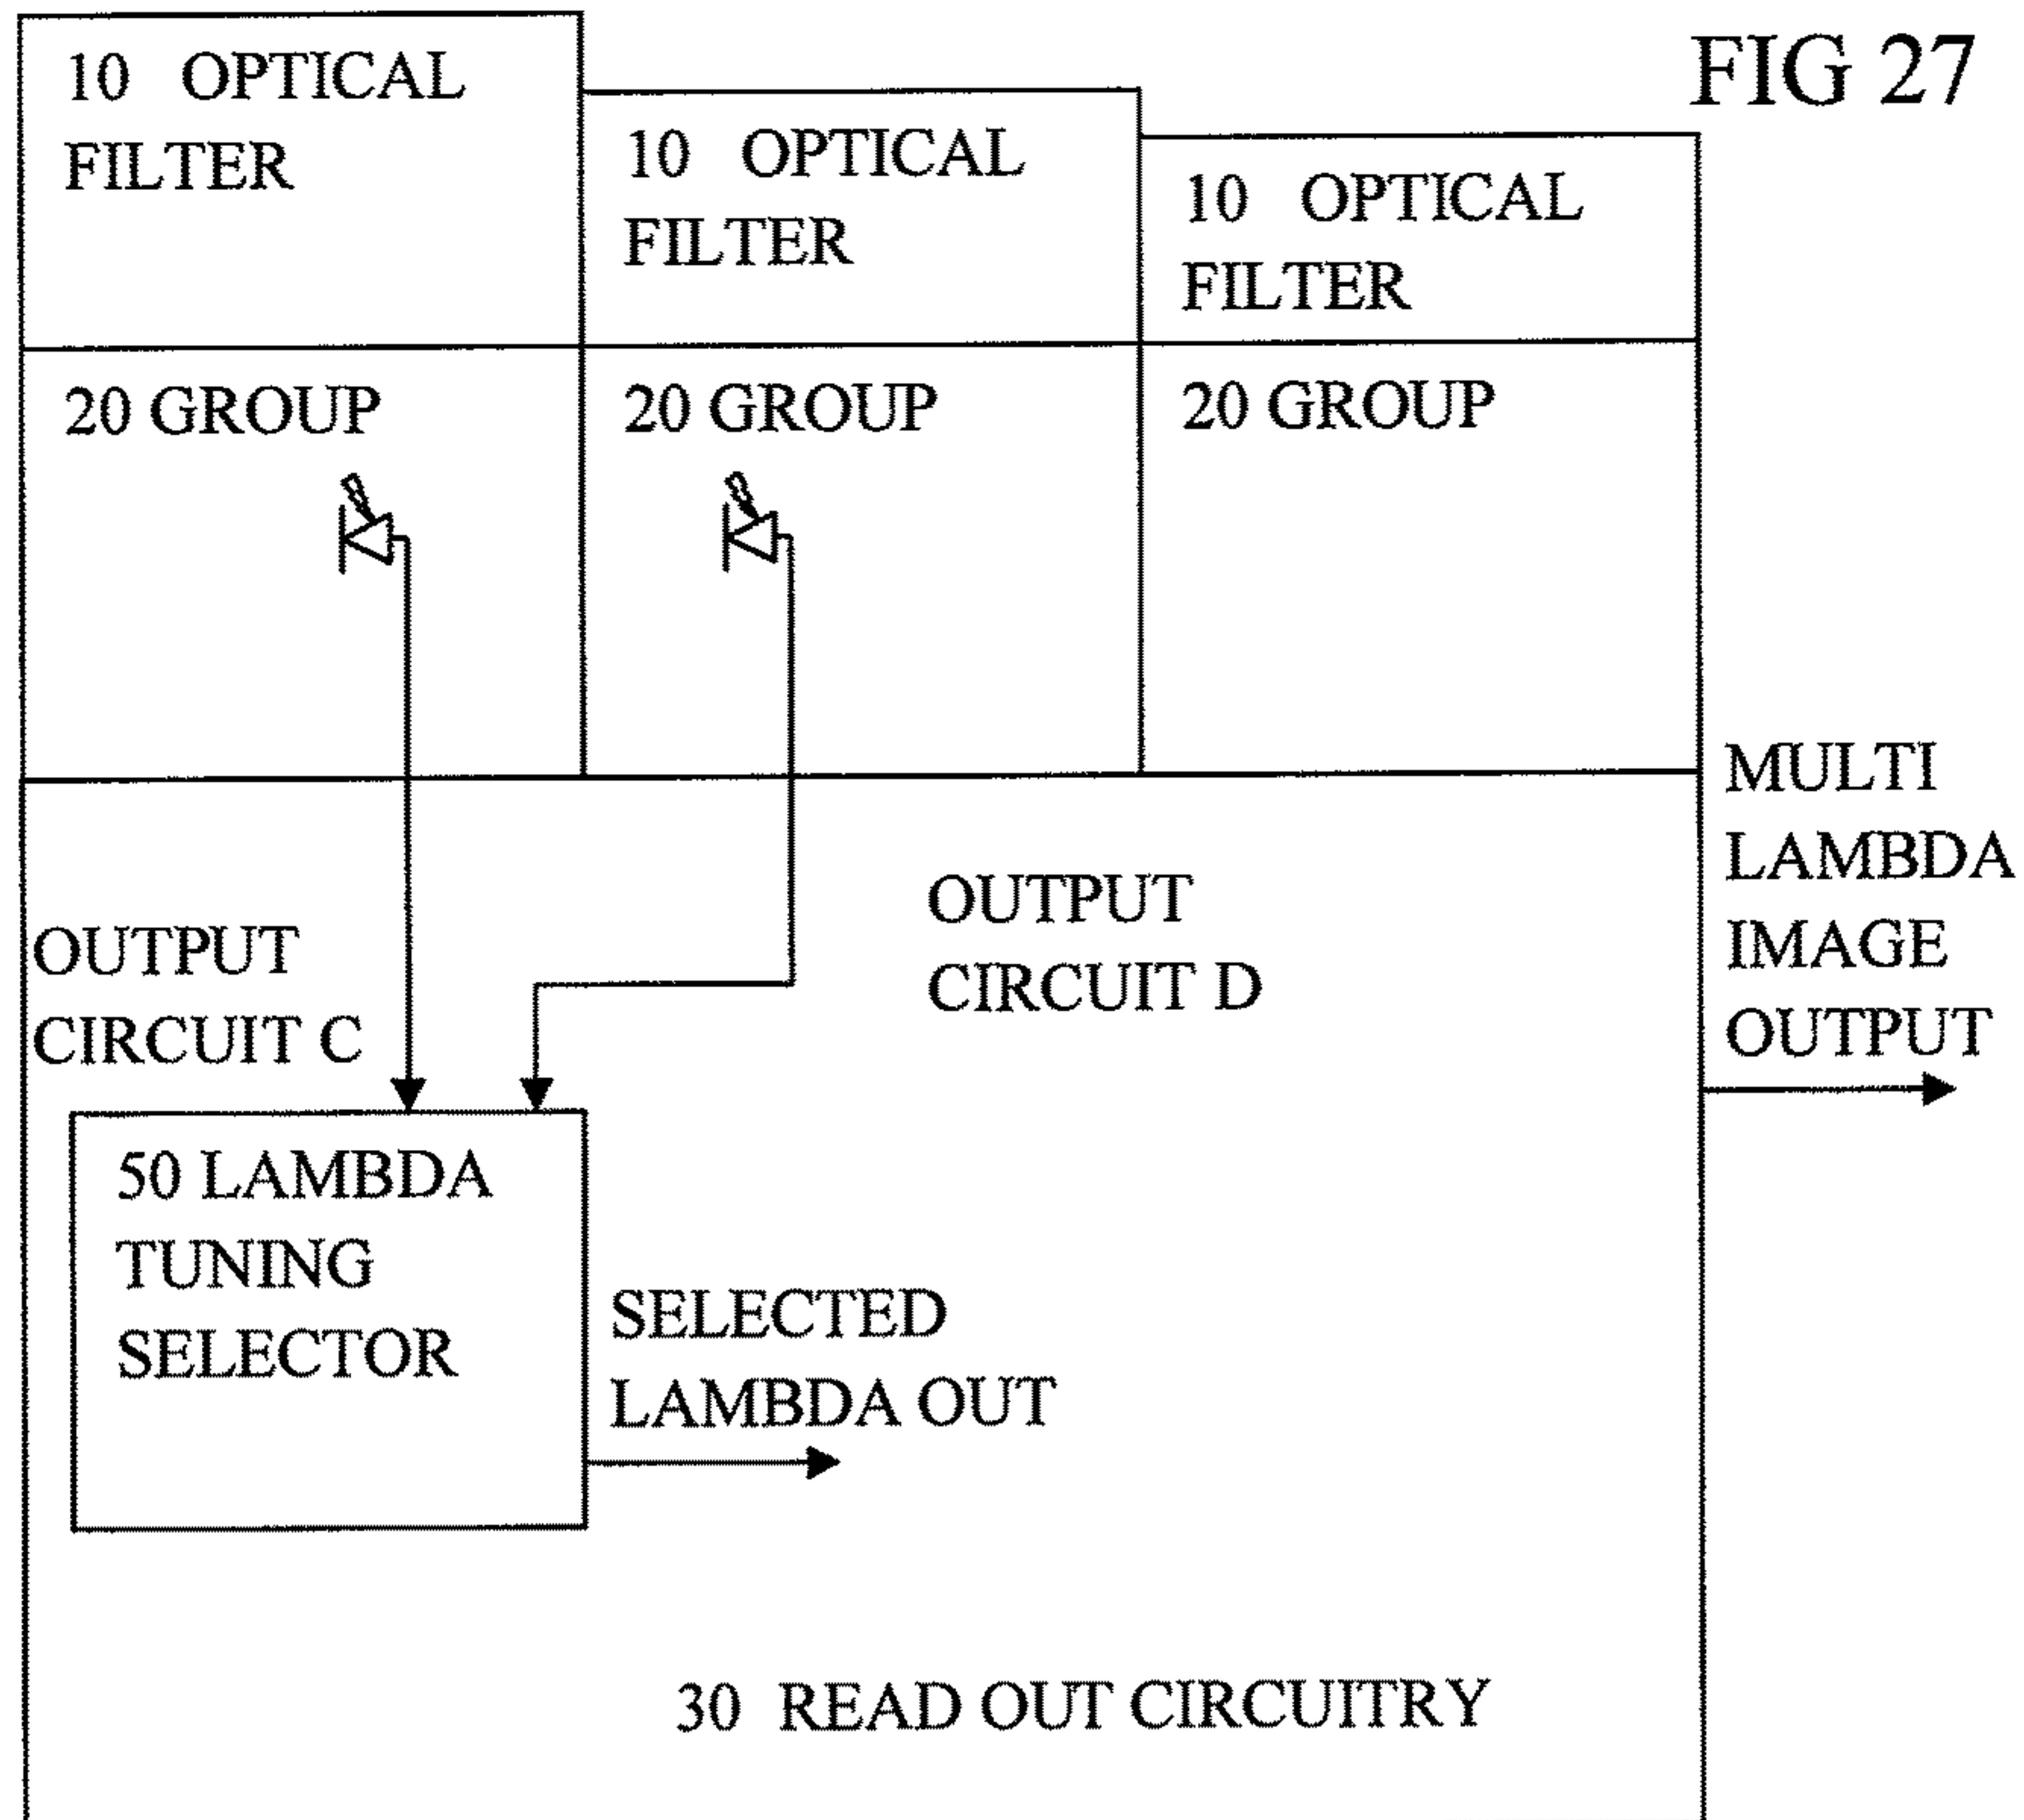 FIG 27
10 OPTICAL
FILTER
10 OPTICAL
FILTER
10 OPTICAL
FILTER
20 GROUP
20 GROUP
20 GROUP
MULTI
LAMBDA
IMAGE
OUTPUT
OUTPUT
CIRCUIT C
OUTPUT
CIRCUIT D
50 LAMBDA
TUNING
SELECTOR
SELECTED
LAMBDA OUT
30 READ OUT CIRCUITRY